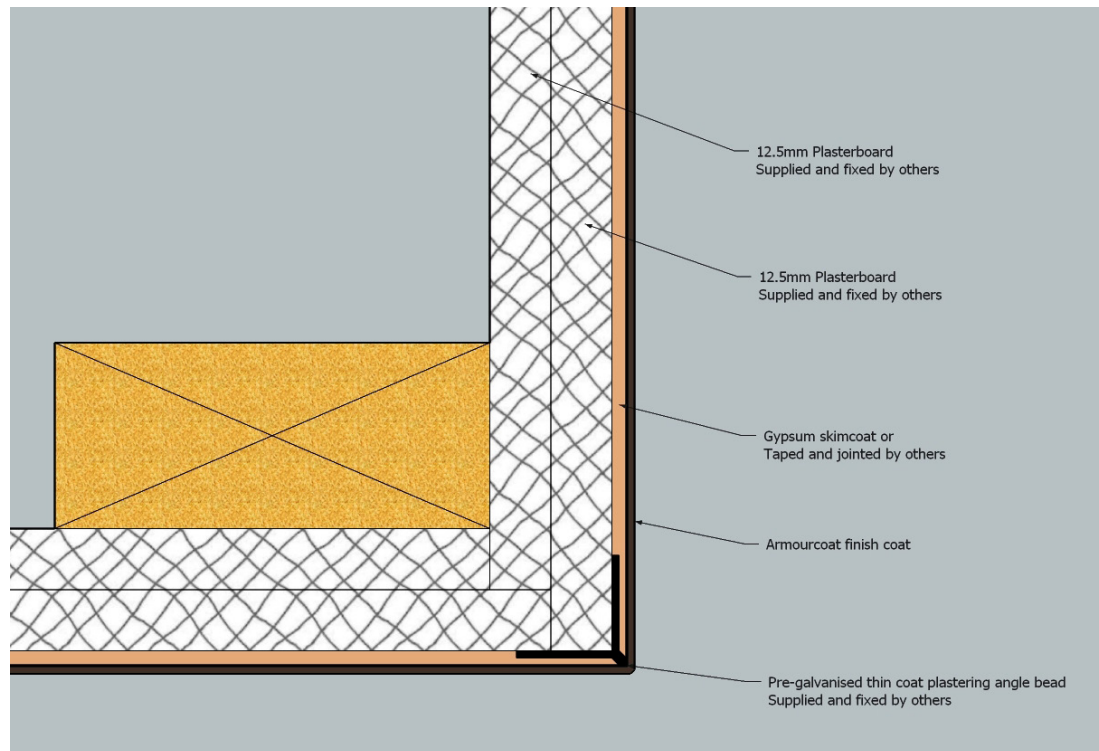 12.5mm Plasterboard
Supplied and fixed by others
12.5mm Plasterboard
Supplied and fixed by others
Gypsum skimcoat or
Taped and jointed by others
Armourcoat finish coat
Pre-galvanised thin coat plastering angle bead
Supplied and fixed by others